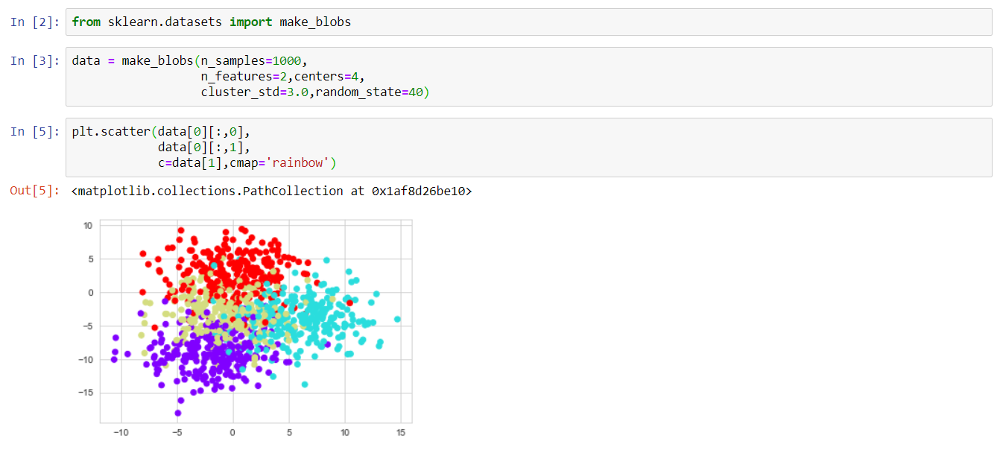 In [2]: from sklearn.datasets import make_blobs
In [3]: data = make_blobs(n_samples=1000,
n_features=2,centers=4,
cluster_std=3.0,random_state=40)
In [5]: plt.scatter(data[0][:,0],
data[0][:,1],
c=data[1],cmap='rainbow')
Out[5]: <matplotlib.collections.PathCollection at 0x1af8d26be10>
10
5
0
−5
−10
−15
−10 −5 0 5 10 15